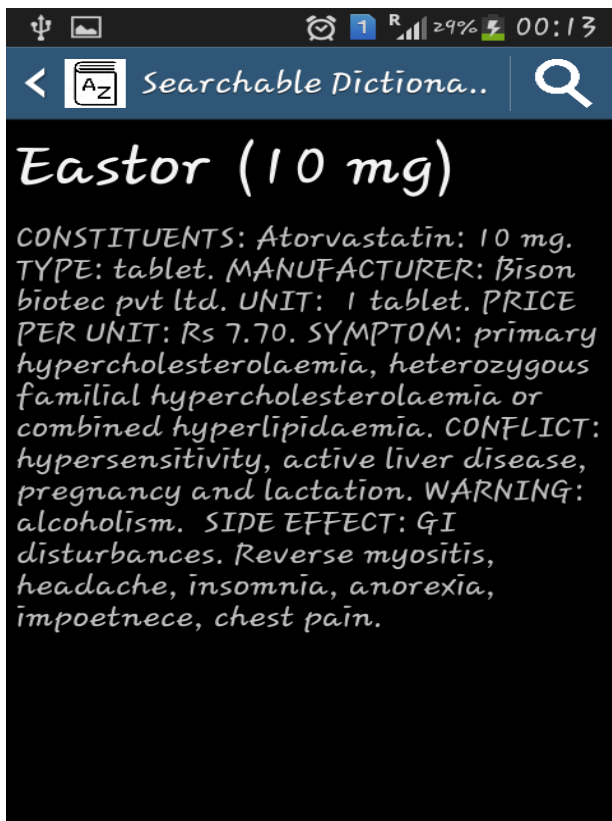 R 29% 00:13
1
AZ Searchable Dictiona..
Eastor (10 mg)
CONSTITUENTS: Atorvastatin: 10 mg.
TYPE: tablet. MANUFACTURER: Bison
biotec pvt ltd. UNIT:  1 tablet. PRICE
PER UNIT: Rs 7.70. SYMPTOM: primary
hypercholesterolaemia, heterozygous
familial hypercholesterolaemia or
combined hyperlipidaemia. CONFLICT:
hypersensitivity, active liver disease,
pregnancy and lactation. WARNING:
alcoholism.  SIDE EFFECT: GI
disturbances. Reverse myositis,
headache, insomnia, anorexia,
impoetnece, chest pain.